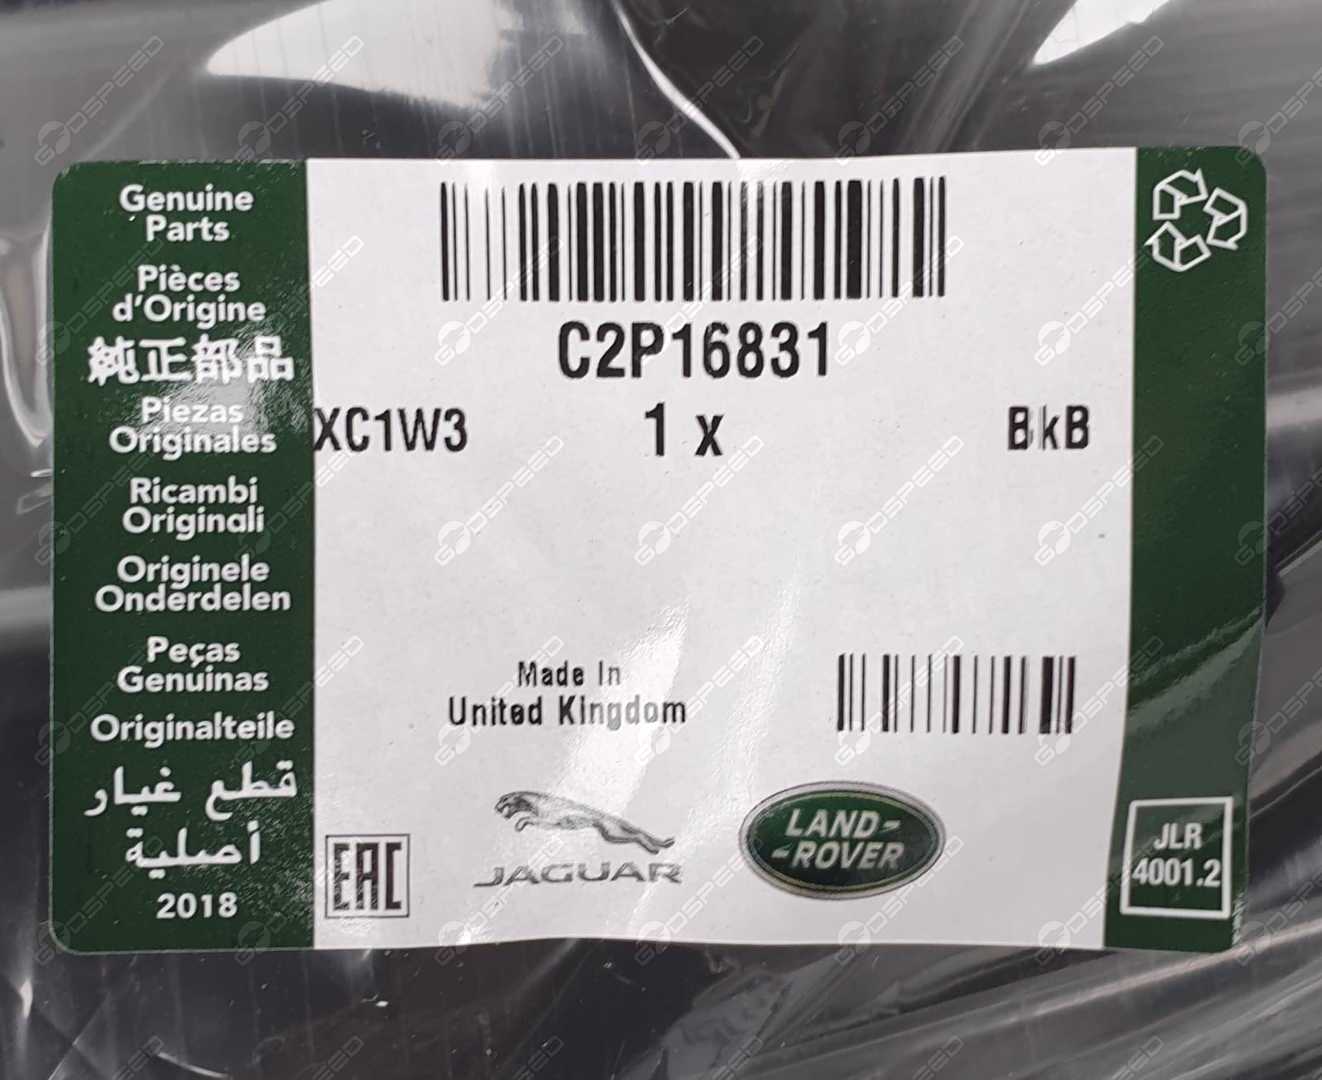 Genuine
Parts
Pièces
d'Origine
純正部品
Piezas
Originales
Ricambi
Originali
Originele
Onderdelen
Peças
Genuinas
Originalteile
قطع غيار
أصلية
2018
C2P16831
XC1W3 1 x BkB
Made In
United Kingdom
EAC
JAGUAR
LAND-
-ROVER
JLR
4001.2
GODSPEED